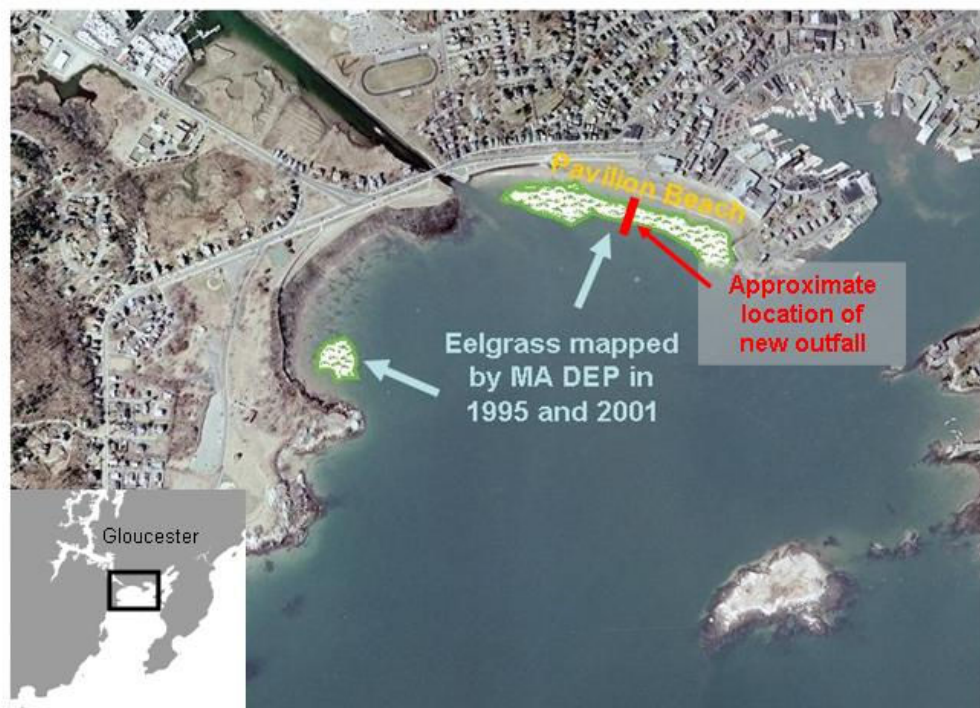 Pavilion Beach
Approximate
location of
new outfall
Eelgrass mapped
by MA DEP in
1995 and 2001
Gloucester